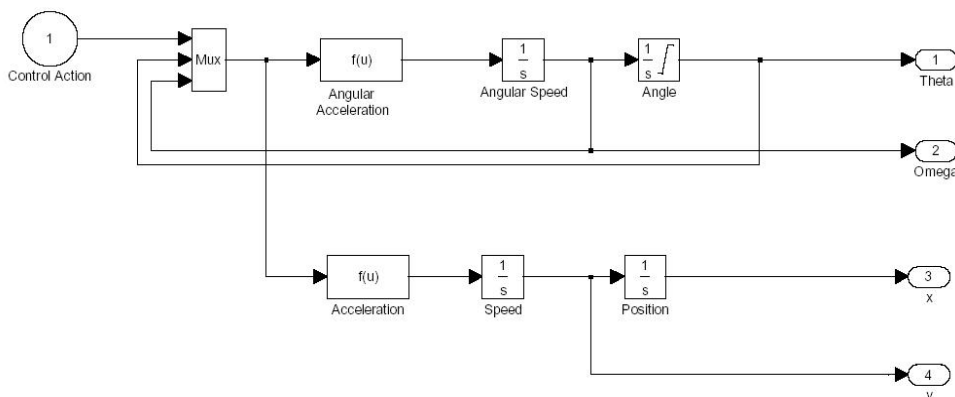 1
Control Action
Mux
f(u)
Angular
Acceleration
1
s
Angular Speed
1
s
Angle
1
Theta
2
Omega
f(u)
Acceleration
1
s
Speed
1
s
Position
3
x
4